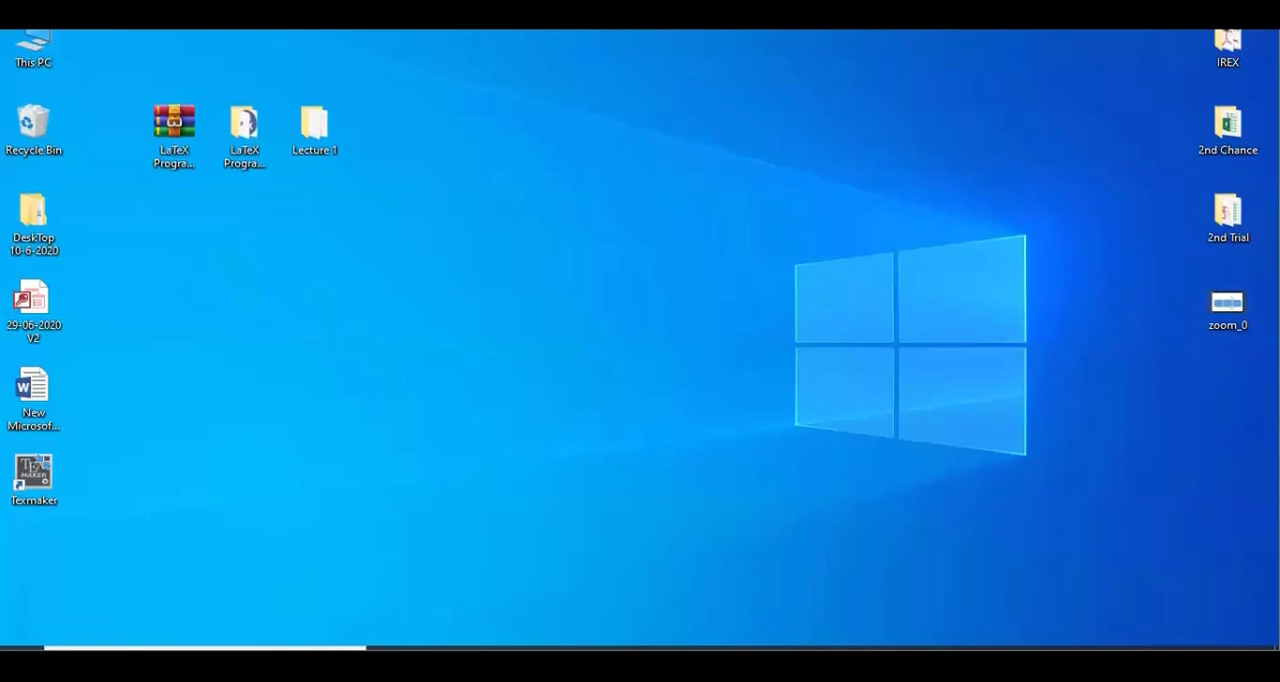 This PC
Recycle Bin
DeskTop
10-6-2020
29-06-2020
V2
New
Microsof...
Texmaker
LaTeX
Progra...
LaTeX
Progra...
Lecture 1
IREX
2nd Chance
2nd Trial
zoom_0